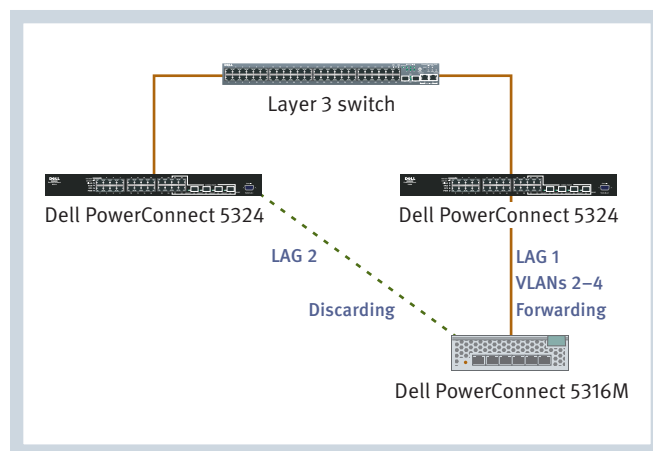 Layer 3 switch
Dell PowerConnect 5324
Dell PowerConnect 5324
LAG 2
LAG 1
VLANs 2–4
Discarding
Forwarding
Dell PowerConnect 5316M